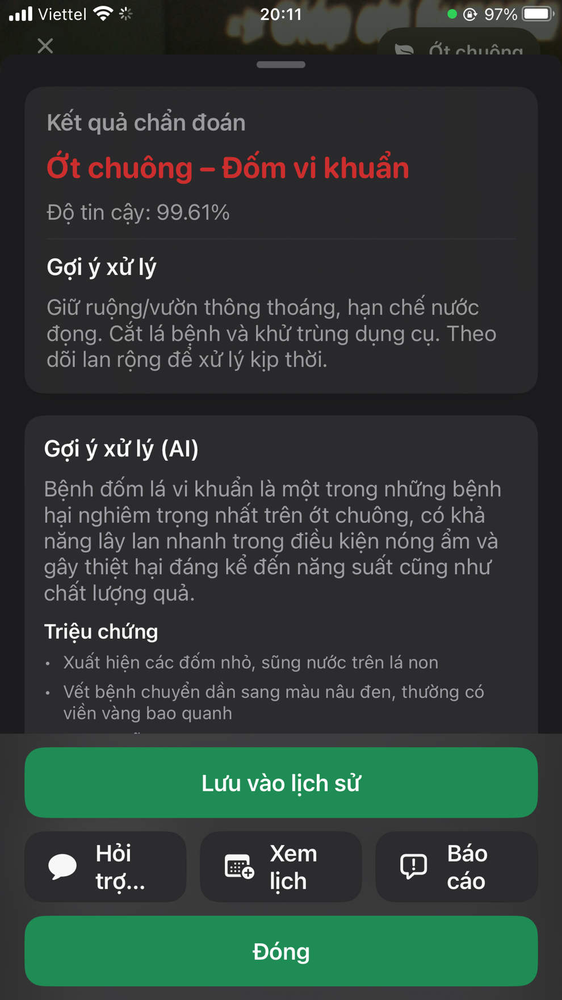 Viettel
20:11
97%
Ớt chuông
Kết quả chẩn đoán
Ớt chuông – Đốm vi khuẩn
Độ tin cậy: 99.61%
Gợi ý xử lý
Giữ ruộng/vườn thông thoáng, hạn chế nước
đọng. Cắt lá bệnh và khử trùng dụng cụ. Theo
dõi lan rộng để xử lý kịp thời.
Gợi ý xử lý (AI)
Bệnh đốm lá vi khuẩn là một trong những bệnh
hại nghiêm trọng nhất trên ớt chuông, có khả
năng lây lan nhanh trong điều kiện nóng ẩm và
gây thiệt hại đáng kể đến năng suất cũng như
chất lượng quả.
Triệu chứng
• Xuất hiện các đốm nhỏ, sũng nước trên lá non
• Vết bệnh chuyển dần sang màu nâu đen, thường có
viền vàng bao quanh
Lưu vào lịch sử
Hỏi
trợ...
Xem
lịch
Báo
cáo
Đóng